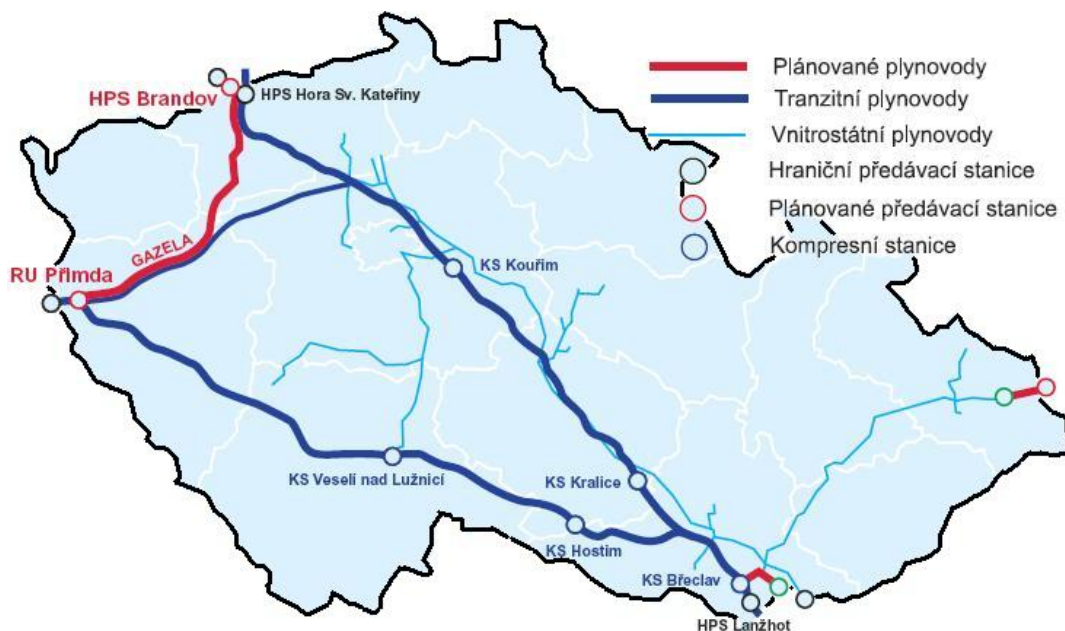 Plánované plynovody
Tranzitní plynovody
Vnitrostátní plynovody
Hraniční předávací stanice
Plánované předávací stanice
Kompresní stanice
HPS Brandov
HPS Hora Sv. Kateřiny
GAZELA
RU Přimda
KS Kouřim
KS Veselí nad Lužnicí
KS Kralice
KS Hostim
KS Břeclav
HPS Lanžhot